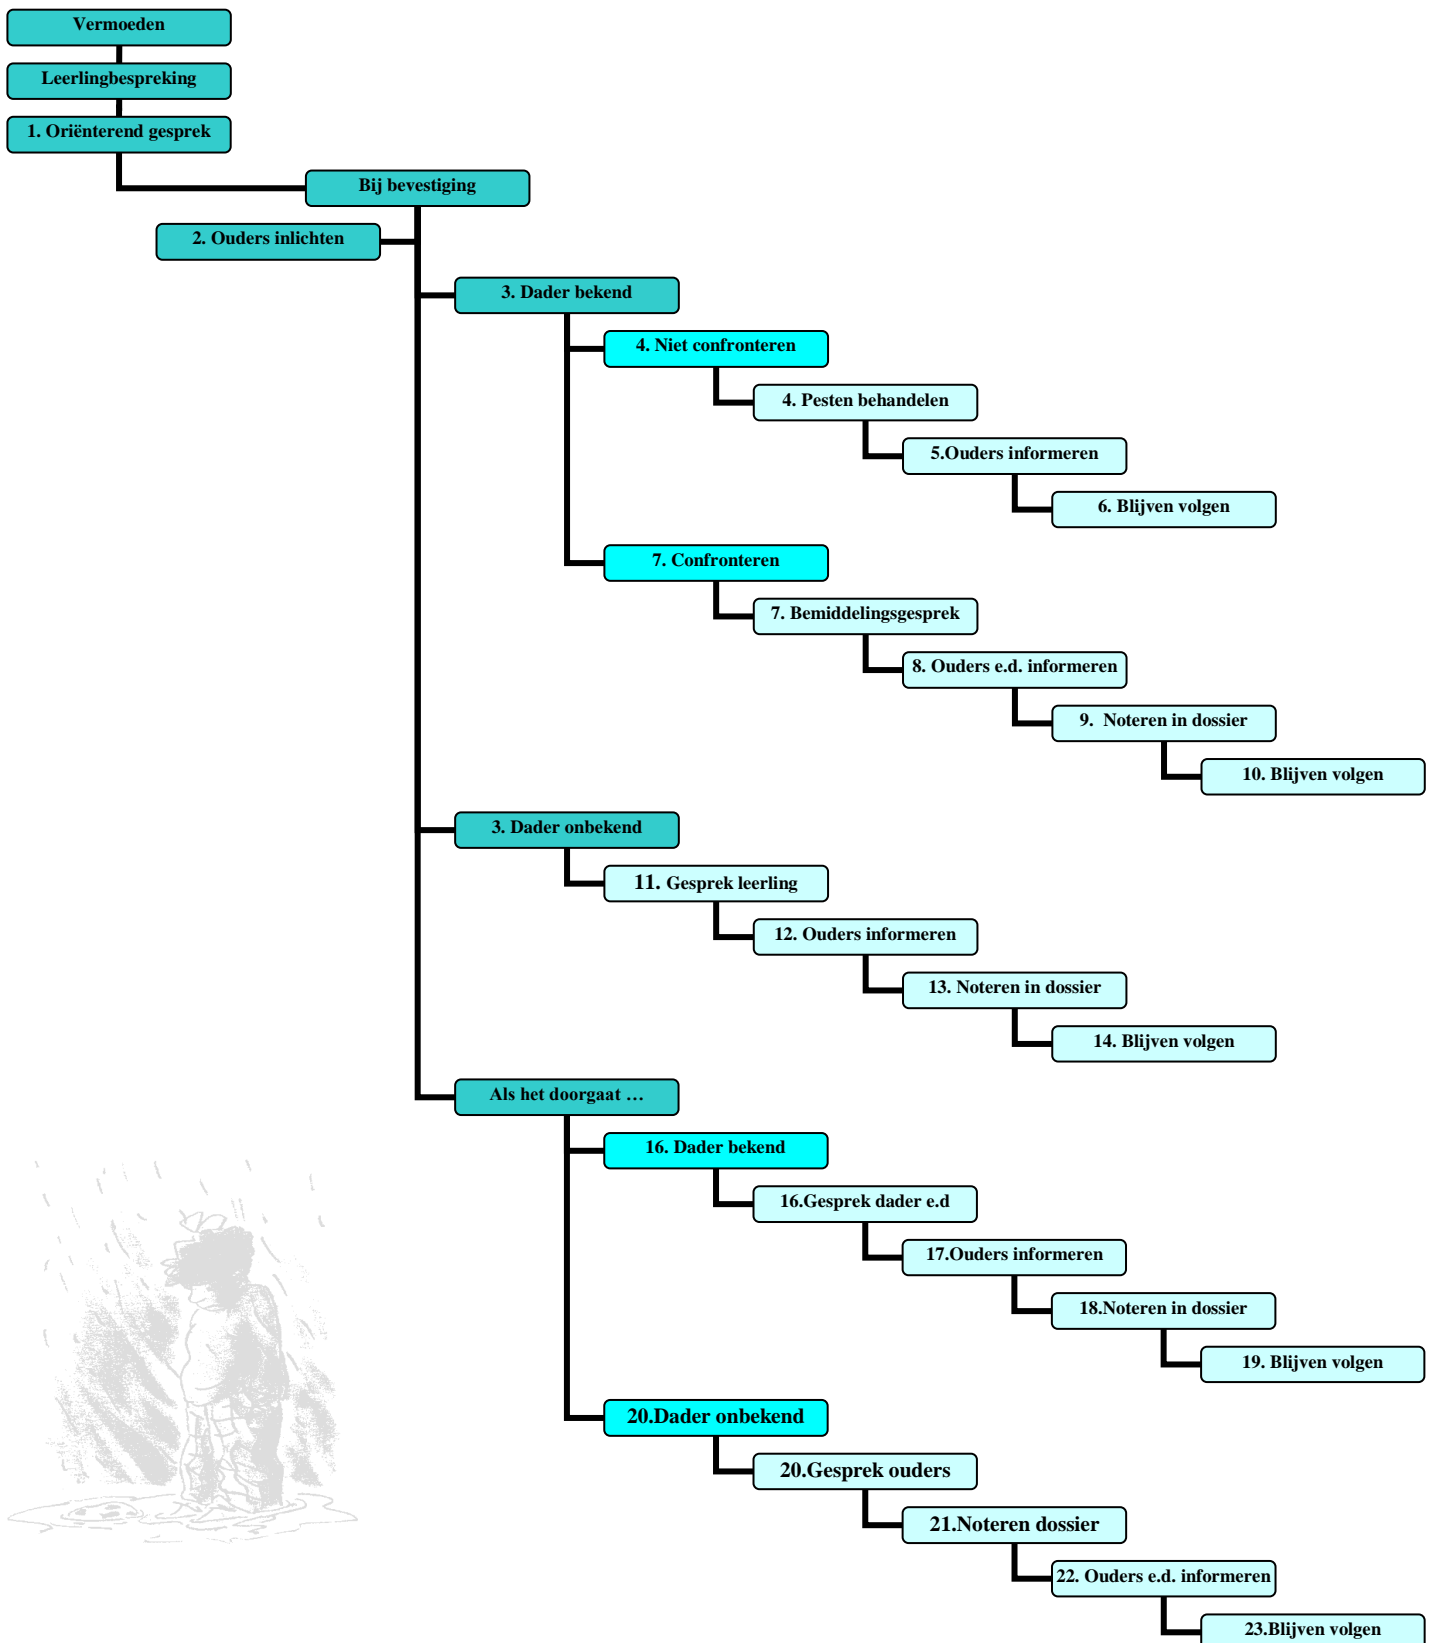 Vermoeden
Leerlingbespreking
1. Oriënterend gesprek
Bij bevestiging
2. Ouders inlichten
3. Dader bekend
4. Niet confronteren
4. Pesten behandelen
5.Ouders informeren
6. Blijven volgen
7. Confronteren
7. Bemiddelingsgesprek
8. Ouders e.d. informeren
9. Noteren in dossier
10. Blijven volgen
3. Dader onbekend
11. Gesprek leerling
12. Ouders informeren
13. Noteren in dossier
14. Blijven volgen
Als het doorgaat …
16. Dader bekend
16.Gesprek dader e.d
17.Ouders informeren
18.Noteren in dossier
19. Blijven volgen
20.Dader onbekend
20.Gesprek ouders
21.Noteren dossier
22. Ouders e.d. informeren
23.Blijven volgen